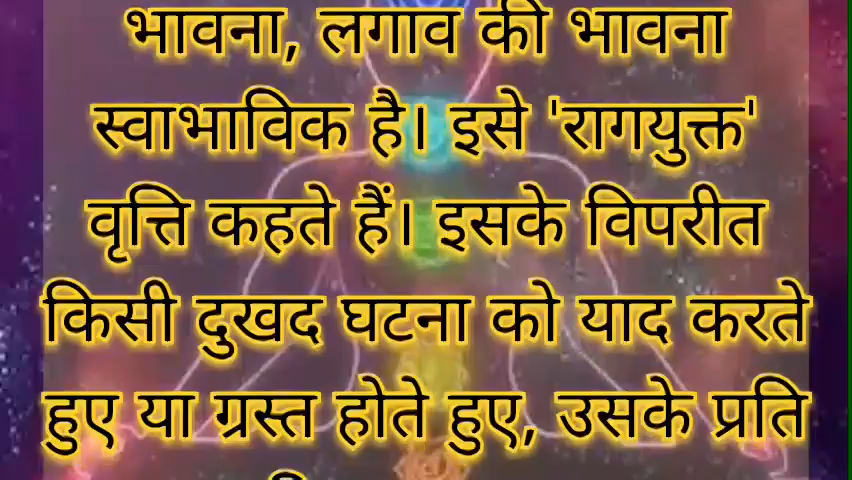 भावना, लगाव की भावना
स्वाभाविक है। इसे 'रागयुक्त'
वृत्ति कहते हैं। इसके विपरीत
किसी दुखद घटना को याद करते
हुए या ग्रस्त होते हुए, उसके प्रति